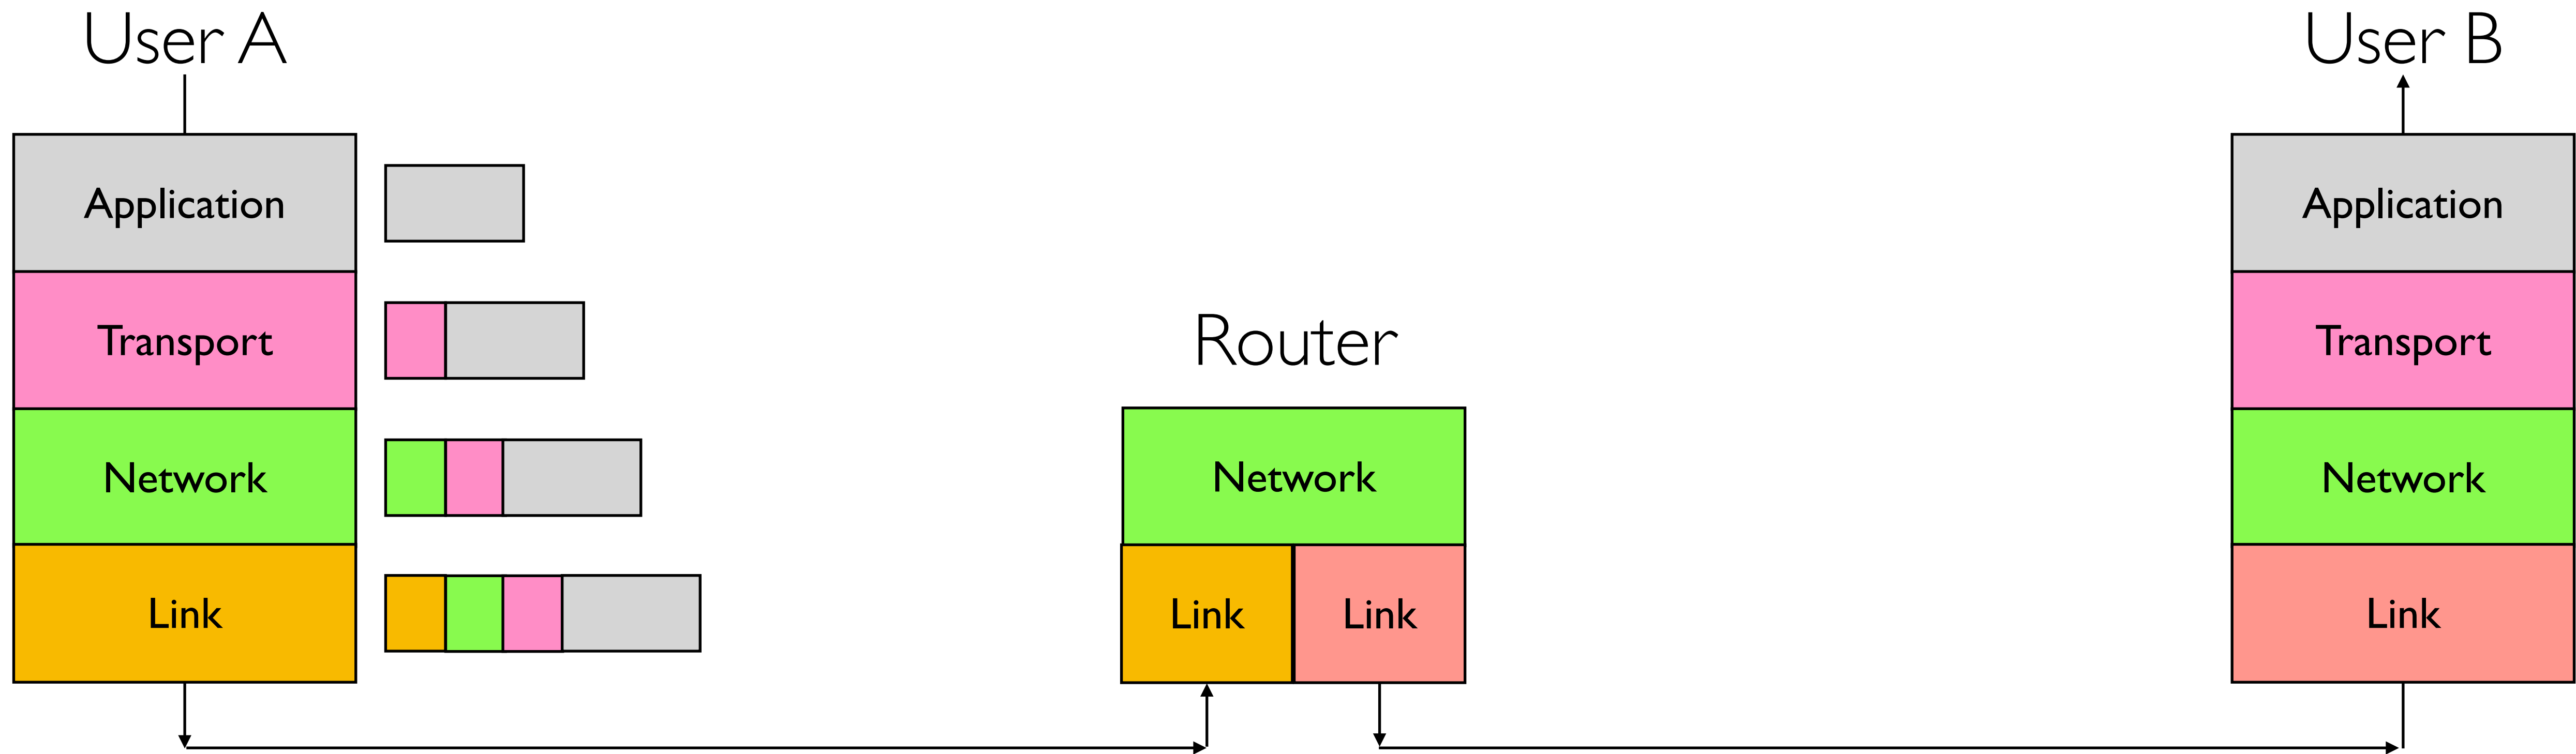 User A
Application
Transport
Network
Link
Router
Network
Link
Link
User B
Application
Transport
Network
Link